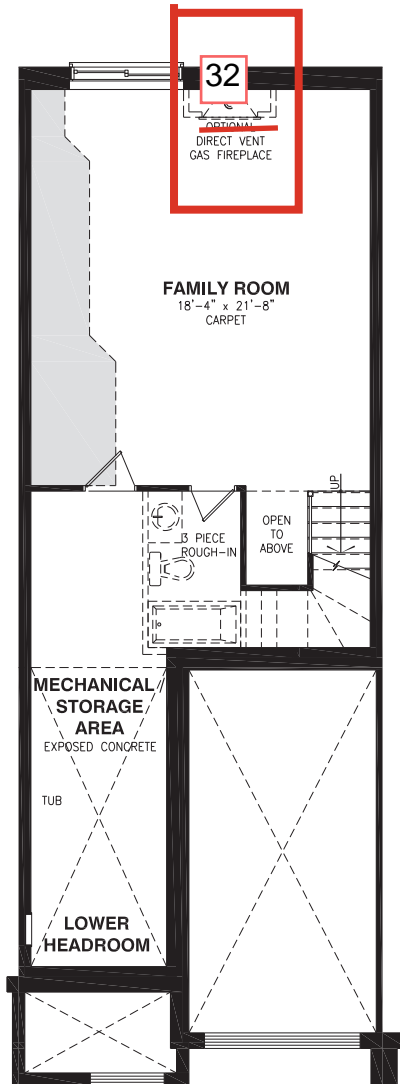 32
OPTIONAL
DIRECT VENT
GAS FIREPLACE
FAMILY ROOM
18'-4" x 21'-8"
CARPET
UP
OPEN
TO
ABOVE
3 PIECE
ROUGH-IN
MECHANICAL
STORAGE
AREA
EXPOSED CONCRETE
TUB
LOWER
HEADROOM